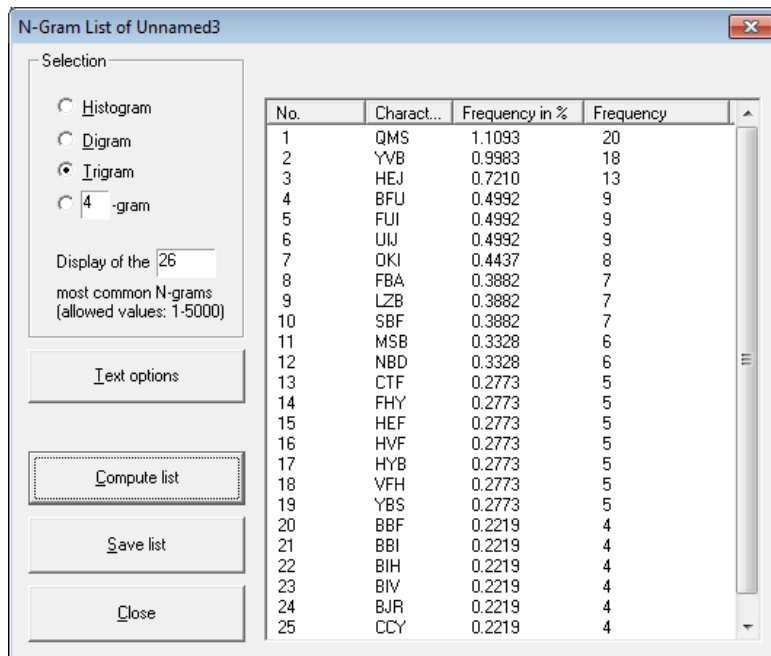 N-Gram List of Unnamed3
Selection
Histogram
Digram
Trigram
4 -gram
Display of the 26
most common N-grams
(allowed values: 1-5000)
Text options
Compute list
Save list
Close
No. Charact... Frequency in % Frequency
1 QMS 1.1093 20
2 YVB 0.9983 18
3 HEJ 0.7210 13
4 BFU 0.4992 9
5 FUI 0.4992 9
6 UIJ 0.4992 9
7 OKI 0.4437 8
8 FBA 0.3882 7
9 LZB 0.3882 7
10 SBF 0.3882 7
11 MSB 0.3328 6
12 NBD 0.3328 6
13 CTF 0.2773 5
14 FHY 0.2773 5
15 HEF 0.2773 5
16 HVF 0.2773 5
17 HYB 0.2773 5
18 VFH 0.2773 5
19 YBS 0.2773 5
20 BBF 0.2219 4
21 BBI 0.2219 4
22 BIH 0.2219 4
23 BIV 0.2219 4
24 BJR 0.2219 4
25 CCY 0.2219 4